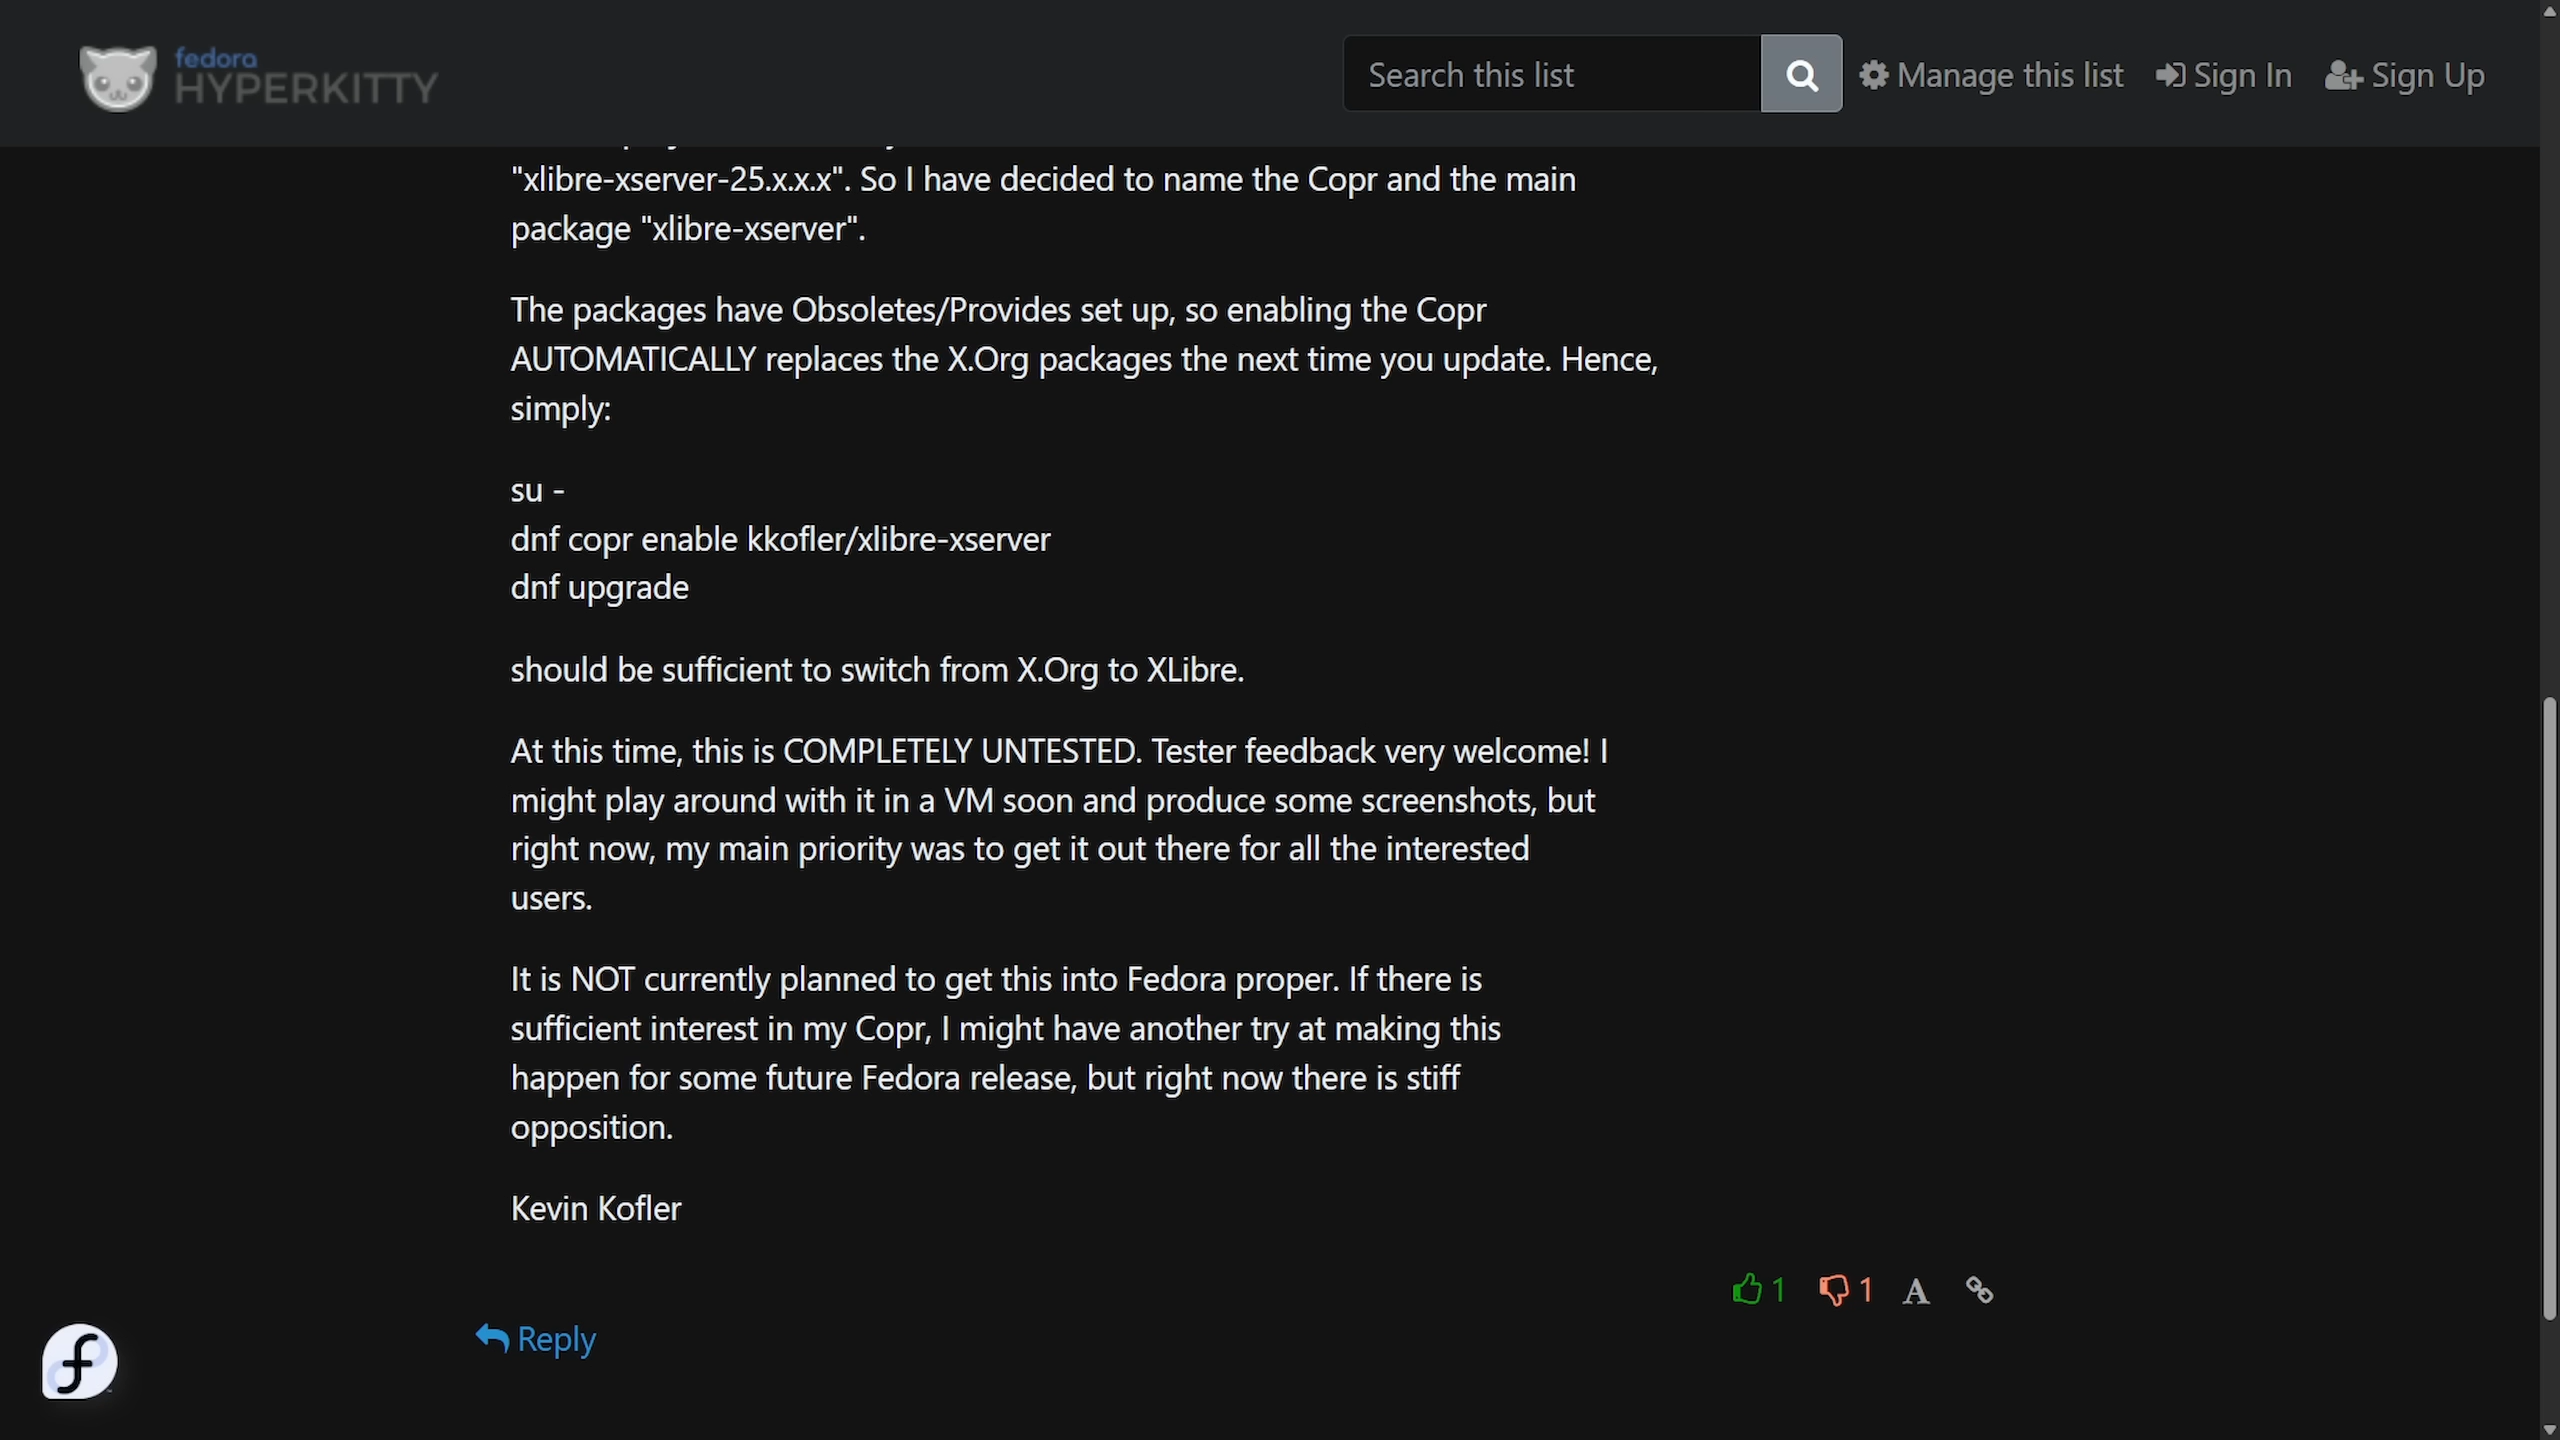 fedora
HYPERKITTY
Search this list
Manage this list
Sign In
Sign Up
"xlibre-xserver-25.x.x.x". So I have decided to name the Copr and the main
package "xlibre-xserver".
The packages have Obsoletes/Provides set up, so enabling the Copr
AUTOMATICALLY replaces the X.Org packages the next time you update. Hence,
simply:
su -
dnf copr enable kkofler/xlibre-xserver
dnf upgrade
should be sufficient to switch from X.Org to XLibre.
At this time, this is COMPLETELY UNTESTED. Tester feedback very welcome! I
might play around with it in a VM soon and produce some screenshots, but
right now, my main priority was to get it out there for all the interested
users.
It is NOT currently planned to get this into Fedora proper. If there is
sufficient interest in my Copr, I might have another try at making this
happen for some future Fedora release, but right now there is stiff
opposition.
Kevin Kofler
1
1
A
Reply